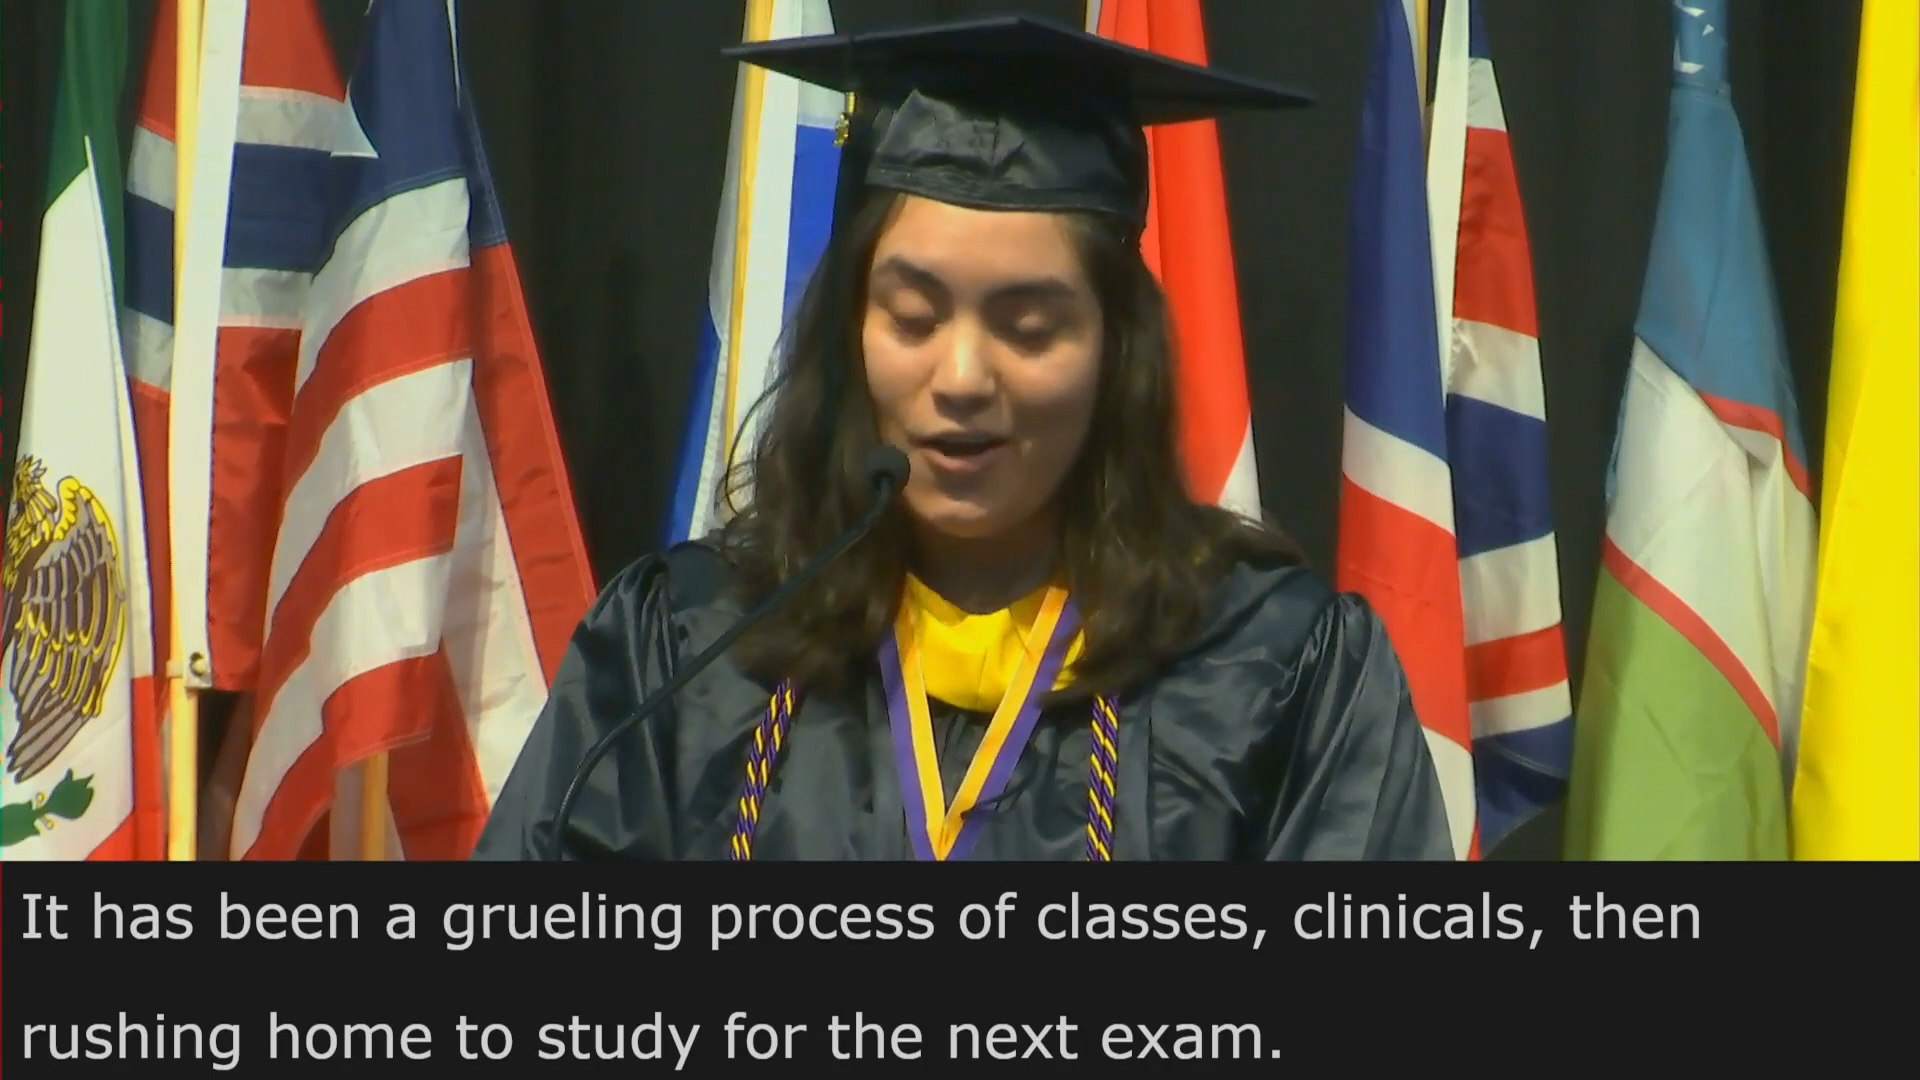 It has been a grueling process of classes, clinicals, then
rushing home to study for the next exam.